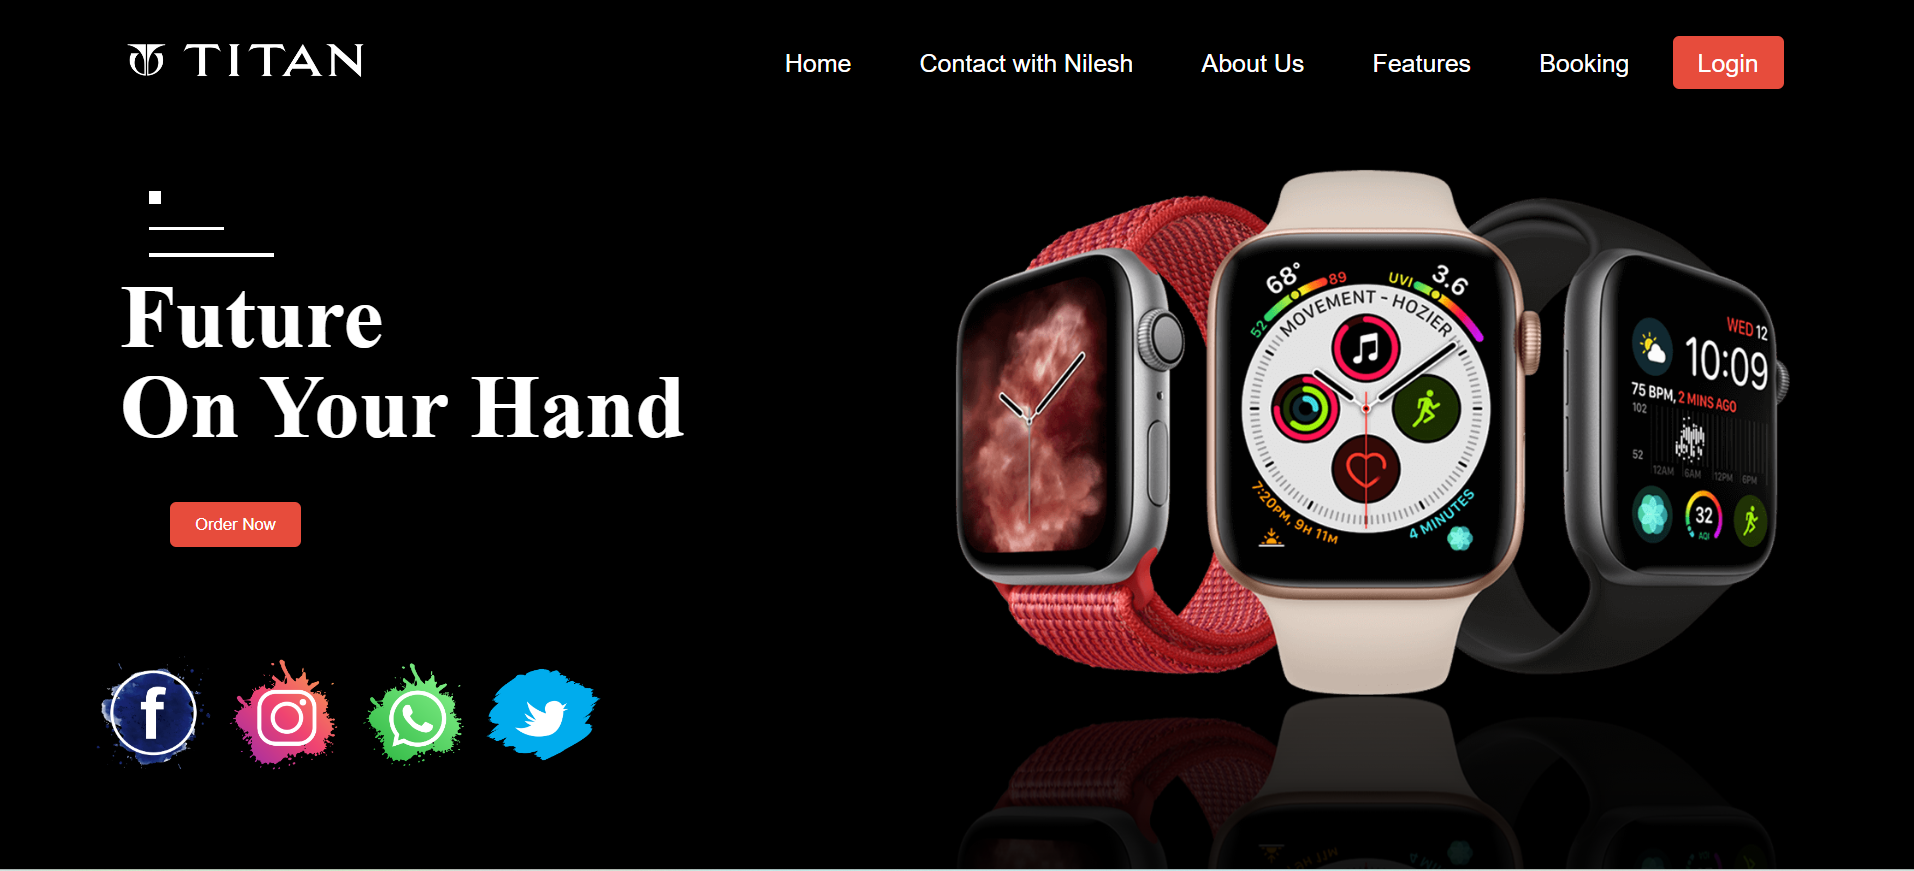 TITAN
Home Contact with Nilesh About Us Features Booking Login
Future
On Your Hand
Order Now
68° 89 UVI 3.6
52
MOVEMENT - HOZIER
7:20PM, 9H 11M
4 MINUTES
WED 12
10:09
75 BPM, 2 MINS AGO
102
52
12AM 6AM 12PM 6PM
32
AQI